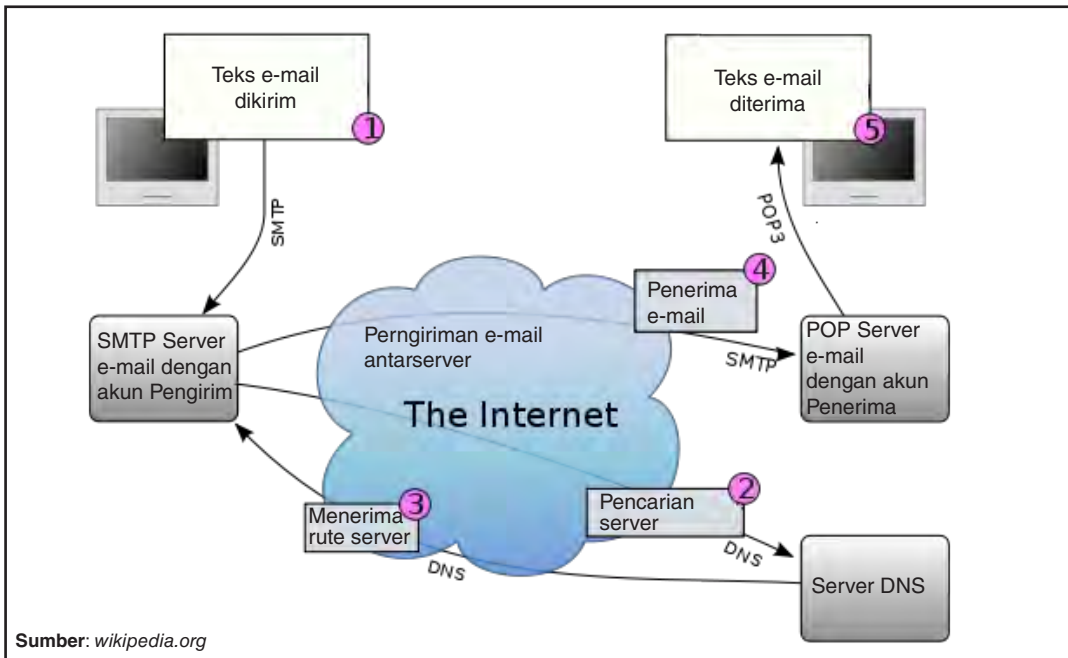 Teks e-mail
dikirim
1
Teks e-mail
diterima
5
SMTP
POP3
4
Penerima
e-mail
SMTP Server
e-mail dengan
akun Pengirim
Perngiriman e-mail
antarserver
SMTP
POP Server
e-mail
dengan akun
Penerima
The Internet
3
Menerima
rute server
2
Pencarian
server
DNS
DNS
Server DNS
Sumber: wikipedia.org